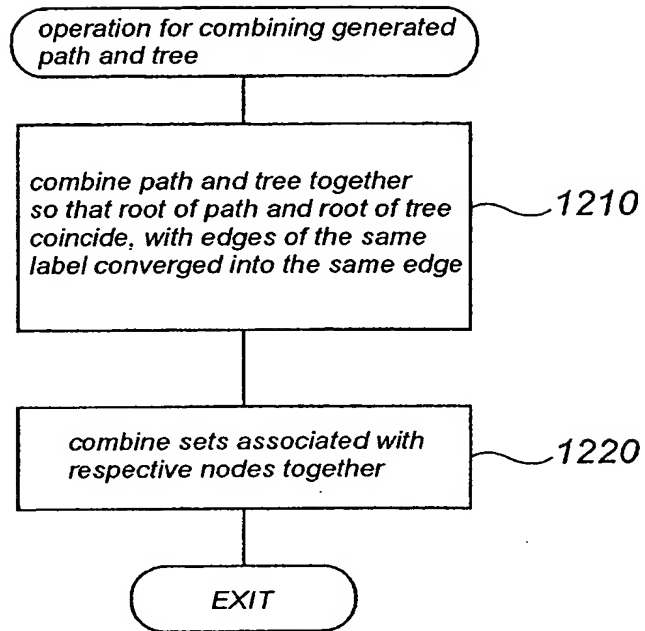 operation for combining generated
path and tree
combine path and tree together
so that root of path and root of tree
coincide, with edges of the same
label converged into the same edge
1210
combine sets associated with
respective nodes together
1220
EXIT